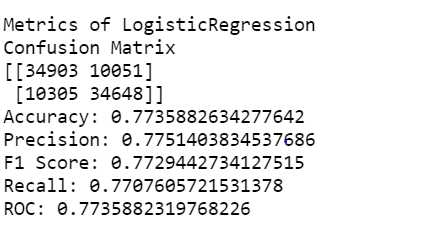 Metrics of LogisticRegression
Confusion Matrix
[[34903 10051]
[10305 34648]]
Accuracy: 0.7735882634277642
Precision: 0.7751403834537686
F1 Score: 0.7729442734127515
Recall: 0.7707605721531378
ROC: 0.7735882319768226